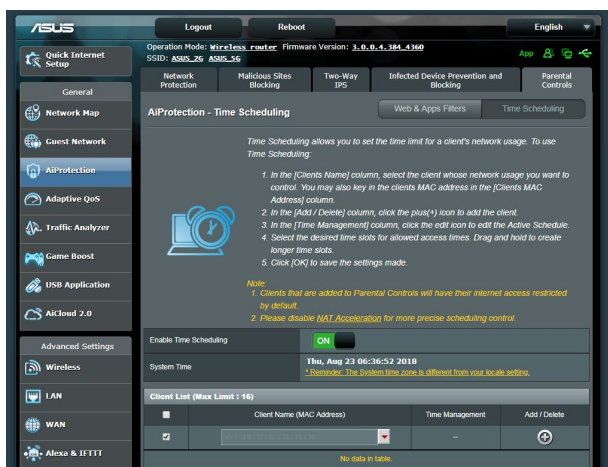 ASUS
Logout
Reboot
English
Quick Internet
Setup
Operation Mode: Wireless router Firmware Version: 3.0.0.4.384_4360
SSID: ASUS_2G ASUS_5G
App
General
Network Map
Guest Network
AiProtection
Adaptive QoS
Traffic Analyzer
Game Boost
USB Application
AiCloud 2.0
Advanced Settings
Wireless
LAN
WAN
Alexa & IFTTT
Network
Protection
Malicious Sites
Blocking
Two-Way
IPS
Infected Device Prevention and
Blocking
Parental
Controls
AiProtection - Time Scheduling
Web & Apps Filters
Time Scheduling
Time Scheduling allows you to set the time limit for a client's network usage. To use
Time Scheduling:
1. In the [Clients Name] column, select the client whose network usage you want to
control. You may also key in the clients MAC address in the [Clients MAC
Address] column.
2. In the [Add / Delete] column, click the plus(+) icon to add the client.
3. In the [Time Management] column, click the edit icon to edit the Active Schedule.
4. Select the desired time slots for allowed access times. Drag and hold to create
longer time slots.
5. Click [OK] to save the settings made.
Note:
1. Clients that are added to Parental Controls will have their internet access restricted
by default.
2. Please disable NAT Acceleration for more precise scheduling control.
Enable Time Scheduling
ON
System Time
Thu, Aug 23 06:36:52 2018
* Reminder: The System time zone is different from your locale setting.
Client List (Max Limit : 16)
Client Name (MAC Address)
Time Management
Add / Delete
–
No data in table.